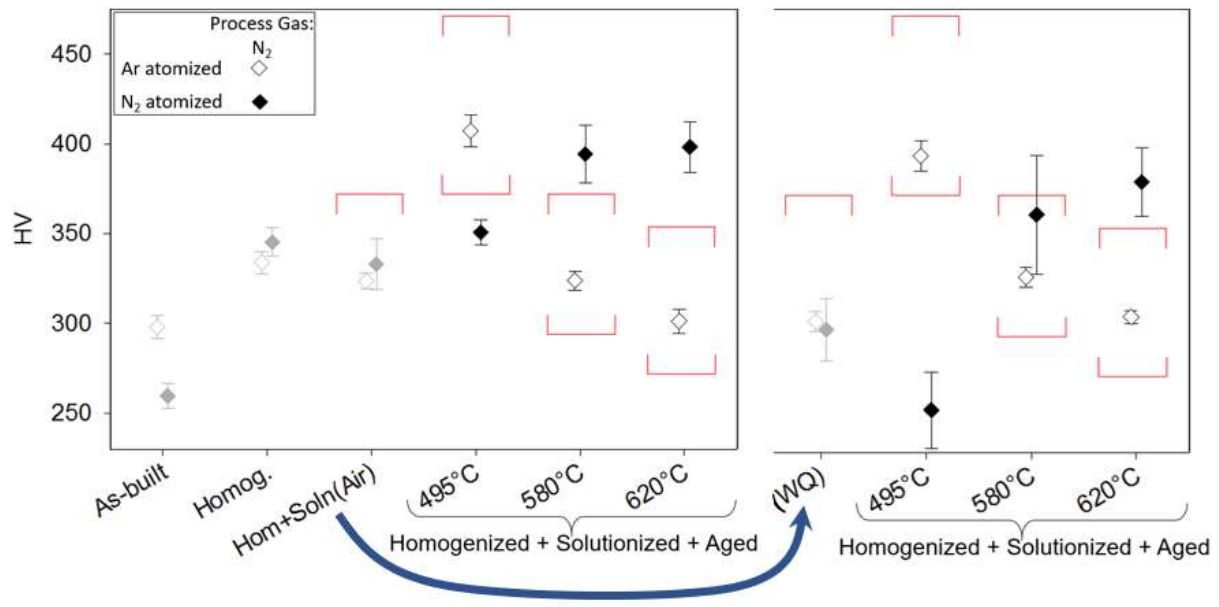 Process Gas:
N2
Ar atomized
N2 atomized
HV
450
400
350
300
250
As-built
Homog.
Hom+Soln(Air)
495°C
580°C
620°C
Homogenized + Solutionized + Aged
(WQ)
495°C
580°C
620°C
Homogenized + Solutionized + Aged